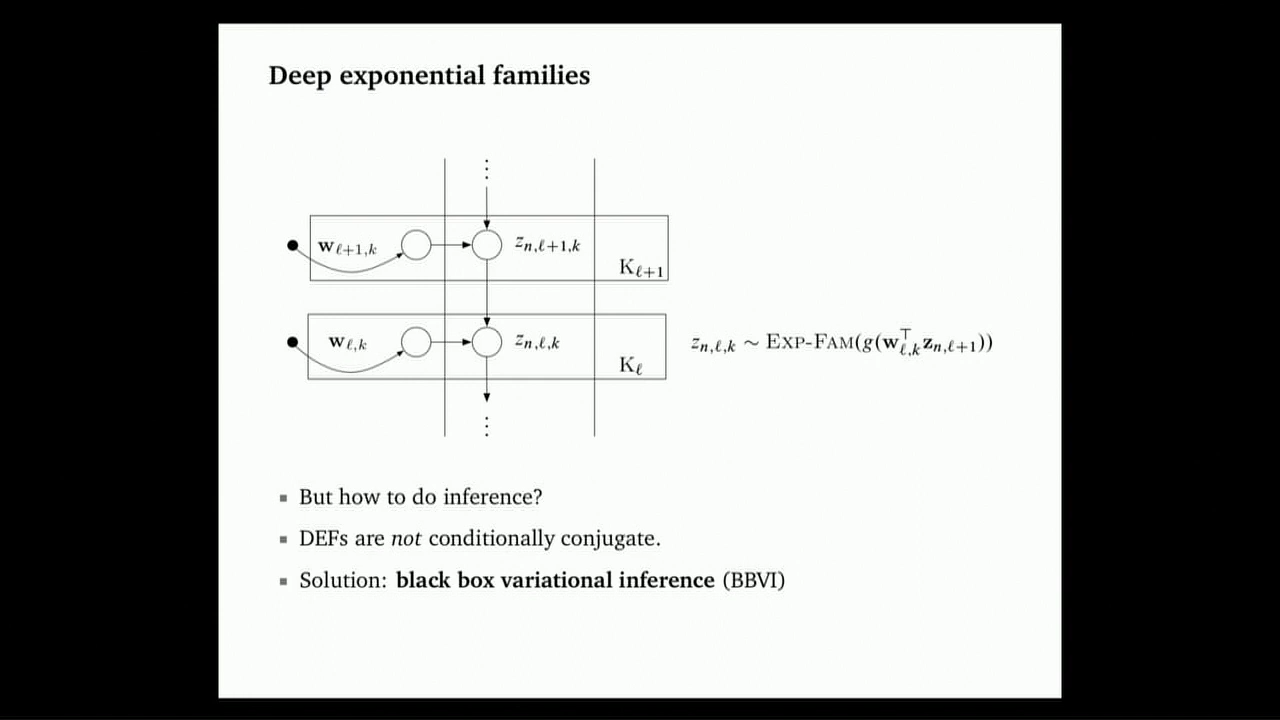 Deep exponential families
⋮
w_{ℓ+1,k} z_{n,ℓ+1,k}
K_{ℓ+1}
w_{ℓ,k} z_{n,ℓ,k} z_{n,ℓ,k} ∼ EXP-FAM(g(w_{ℓ,k}^⊤ z_{n,ℓ+1}))
K_ℓ
⋮
▪ But how to do inference?
▪ DEFs are not conditionally conjugate.
▪ Solution: black box variational inference (BBVI)